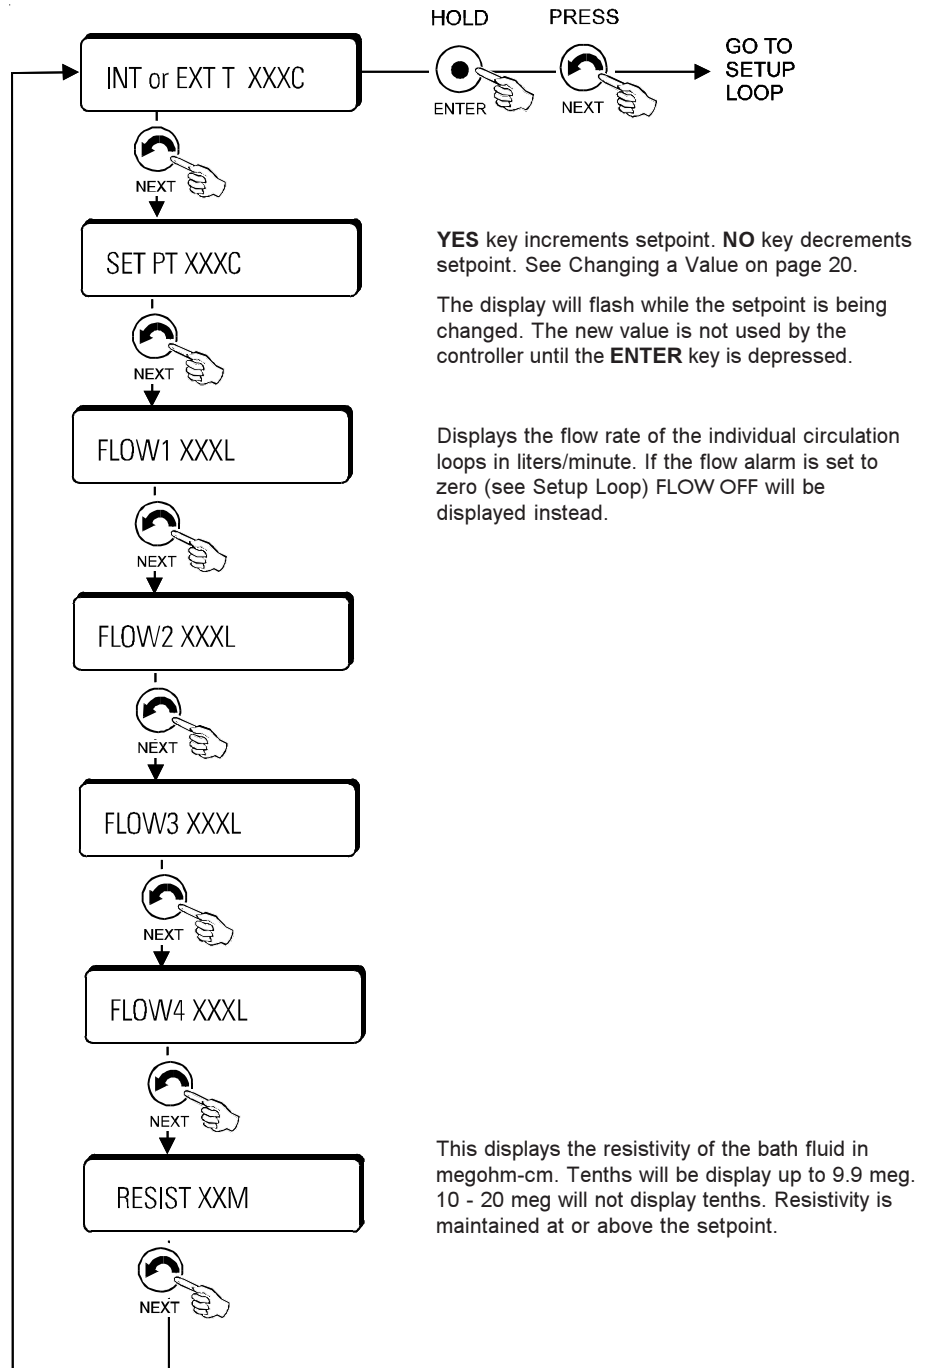 HOLD PRESS
INT or EXT T XXXC
ENTER
NEXT
GO TO
SETUP
LOOP
NEXT
SET PT XXXC
YES key increments setpoint. NO key decrements
setpoint. See Changing a Value on page 20.
The display will flash while the setpoint is being
changed. The new value is not used by the
controller until the ENTER key is depressed.
NEXT
FLOW1 XXXL
Displays the flow rate of the individual circulation
loops in liters/minute. If the flow alarm is set to
zero (see Setup Loop) FLOW OFF will be
displayed instead.
NEXT
FLOW2 XXXL
NEXT
FLOW3 XXXL
NEXT
FLOW4 XXXL
NEXT
RESIST XXM
This displays the resistivity of the bath fluid in
megohm-cm. Tenths will be display up to 9.9 meg.
10 - 20 meg will not display tenths. Resistivity is
maintained at or above the setpoint.
NEXT